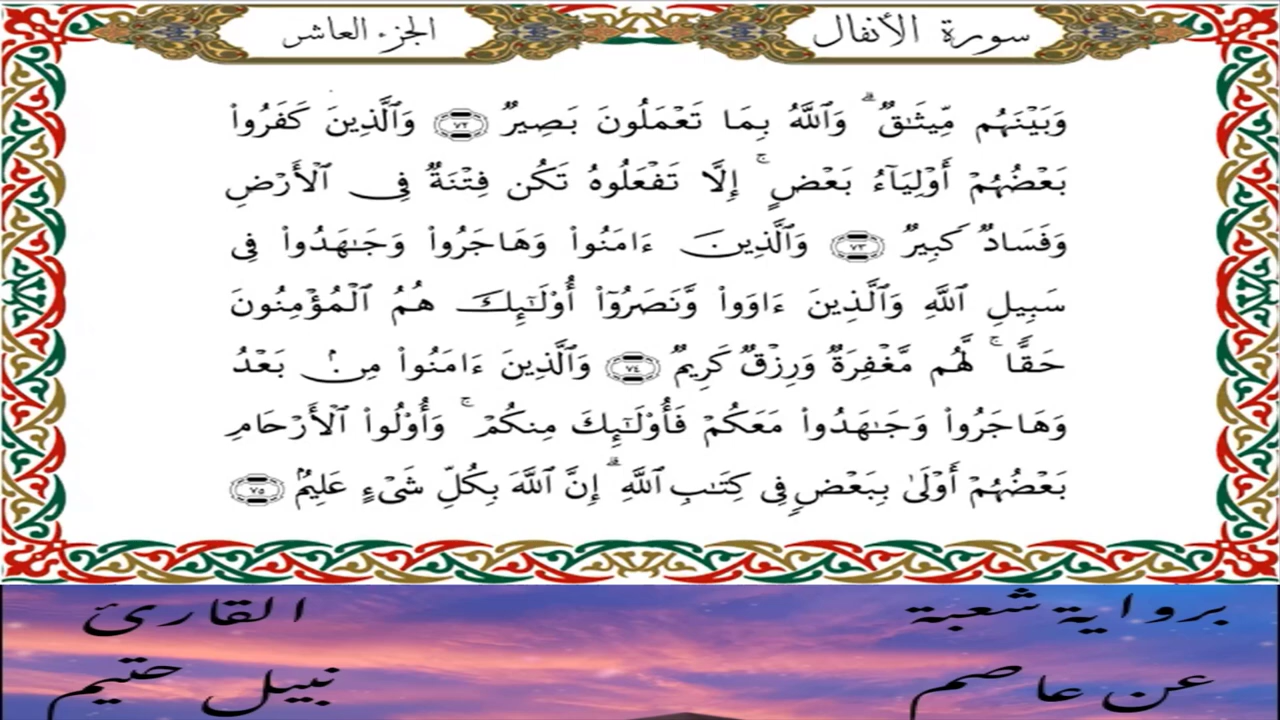 سورة الأنفال
الجزء العاشر
وَبَيْنَهُم مِّيثَٰقٌۗ وَٱللَّهُ بِمَا تَعْمَلُونَ بَصِيرٌ ٧٢ وَٱلَّذِينَ كَفَرُوا۟
بَعْضُهُمْ أَوْلِيَآءُ بَعْضٍۚ إِلَّا تَفْعَلُوهُ تَكُن فِتْنَةٌ فِى ٱلْأَرْضِ
وَفَسَادٌ كَبِيرٌ ٧٣ وَٱلَّذِينَ ءَامَنُوا۟ وَهَاجَرُوا۟ وَجَٰهَدُوا۟ فِى
سَبِيلِ ٱللَّهِ وَٱلَّذِينَ ءَاوَوا۟ وَّنَصَرُوٓا۟ أُو۟لَٰٓئِكَ هُمُ ٱلْمُؤْمِنُونَ
حَقًّاۚ لَّهُم مَّغْفِرَةٌ وَرِزْقٌ كَرِيمٌ ٧٤ وَٱلَّذِينَ ءَامَنُوا۟ مِنۢ بَعْدُ
وَهَاجَرُوا۟ وَجَٰهَدُوا۟ مَعَكُمْ فَأُو۟لَٰٓئِكَ مِنكُمْۚ وَأُو۟لُوا۟ ٱلْأَرْحَامِ
بَعْضُهُمْ أَوْلَىٰ بِبَعْضٍ فِى كِتَٰبِ ٱللَّهِۗ إِنَّ ٱللَّهَ بِكُلِّ شَىْءٍ عَلِيمٌۢ ٧٥
برواية شعبة
القارئ
عن عاصم
نبيل حتيم